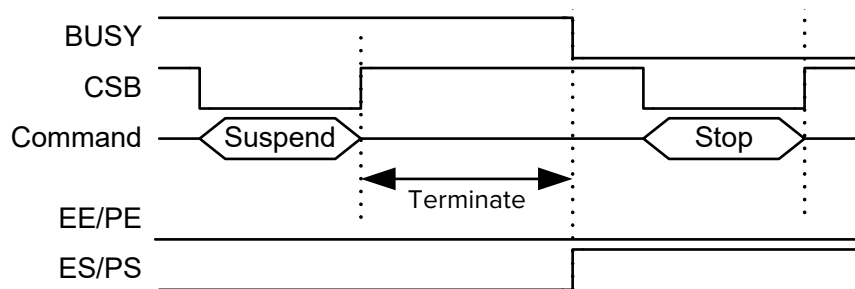 BUSY
CSB
Command
Suspend
Stop
Terminate
EE/PE
ES/PS